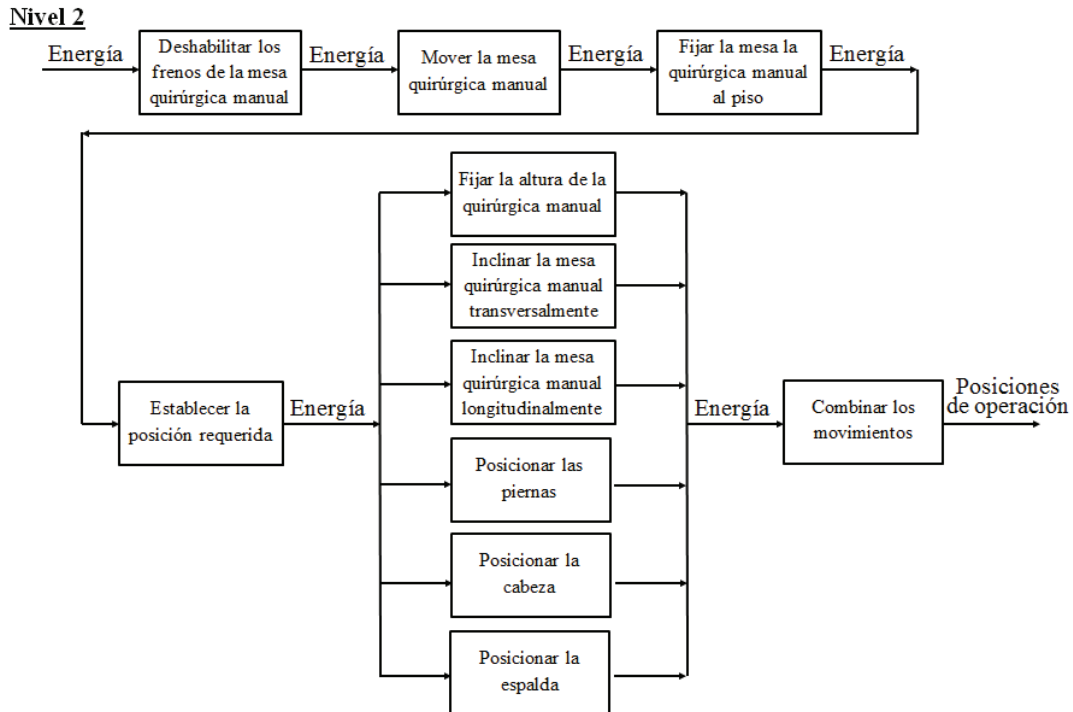 Nivel 2
Energía
Deshabilitar los
frenos de la mesa
quirúrgica manual
Energía
Mover la mesa
quirúrgica manual
Energía
Fijar la mesa la
quirúrgica manual
al piso
Energía
Establecer la
posición requerida
Energía
Fijar la altura de la
quirúrgica manual
Inclinar la mesa
quirúrgica manual
transversalmente
Inclinar la mesa
quirúrgica manual
longitudinalmente
Posicionar las
piernas
Posicionar la
cabeza
Posicionar la
espalda
Energía
Combinar los
movimientos
Posiciones
de operación